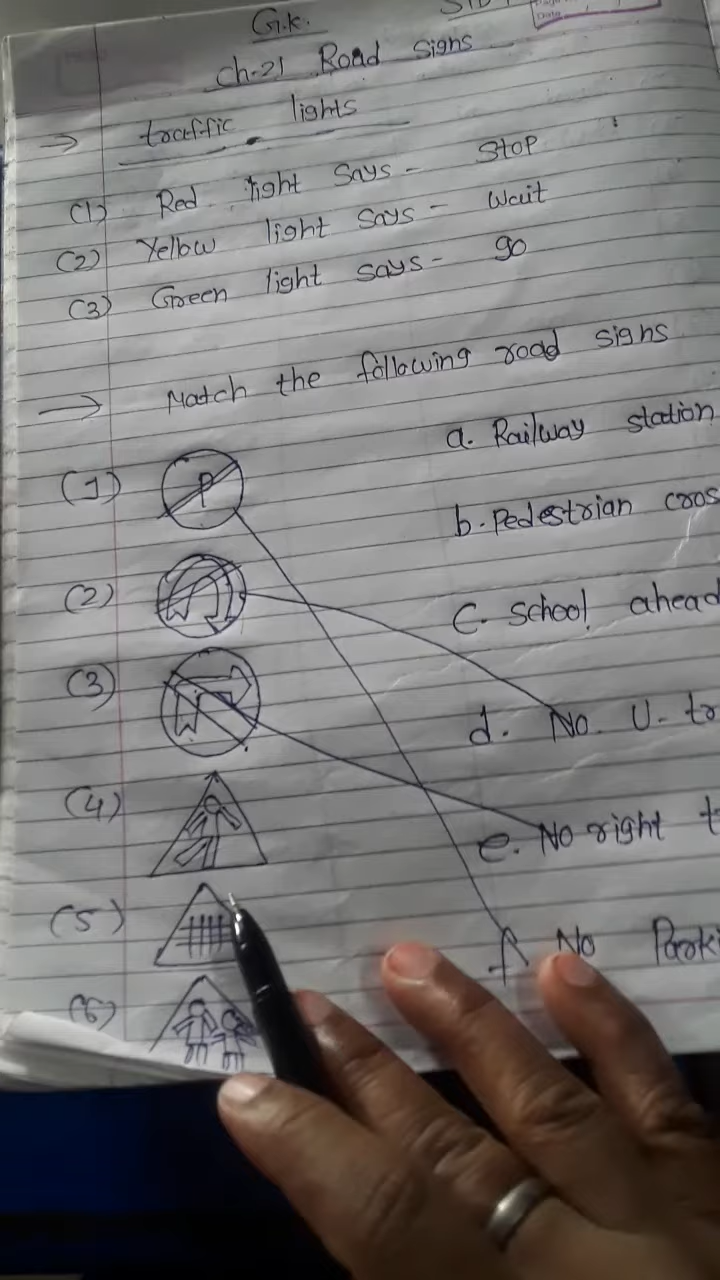 G.k.
Ch-21 Road Signs
→ traffic lights
(1) Red light says - Stop
(2) Yellow light says - Wait
(3) Green light says - go
→ Match the following road signs
a. Railway station
(1) P
b. Pedestrian cros
(2)
C. School ahead
(3)
d. No U-
(4)
e. No right t
(5)
f No Parki
(6)